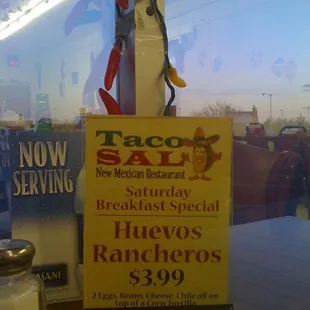 Taco
SAL
New Mexican Restaurant
Saturday
Breakfast Special
Huevos
Rancheros
$3.99
2 Eggs, Beans, Cheese, Chile all on
top of a Corn Tortilla
NOW
SERVING
DASANI